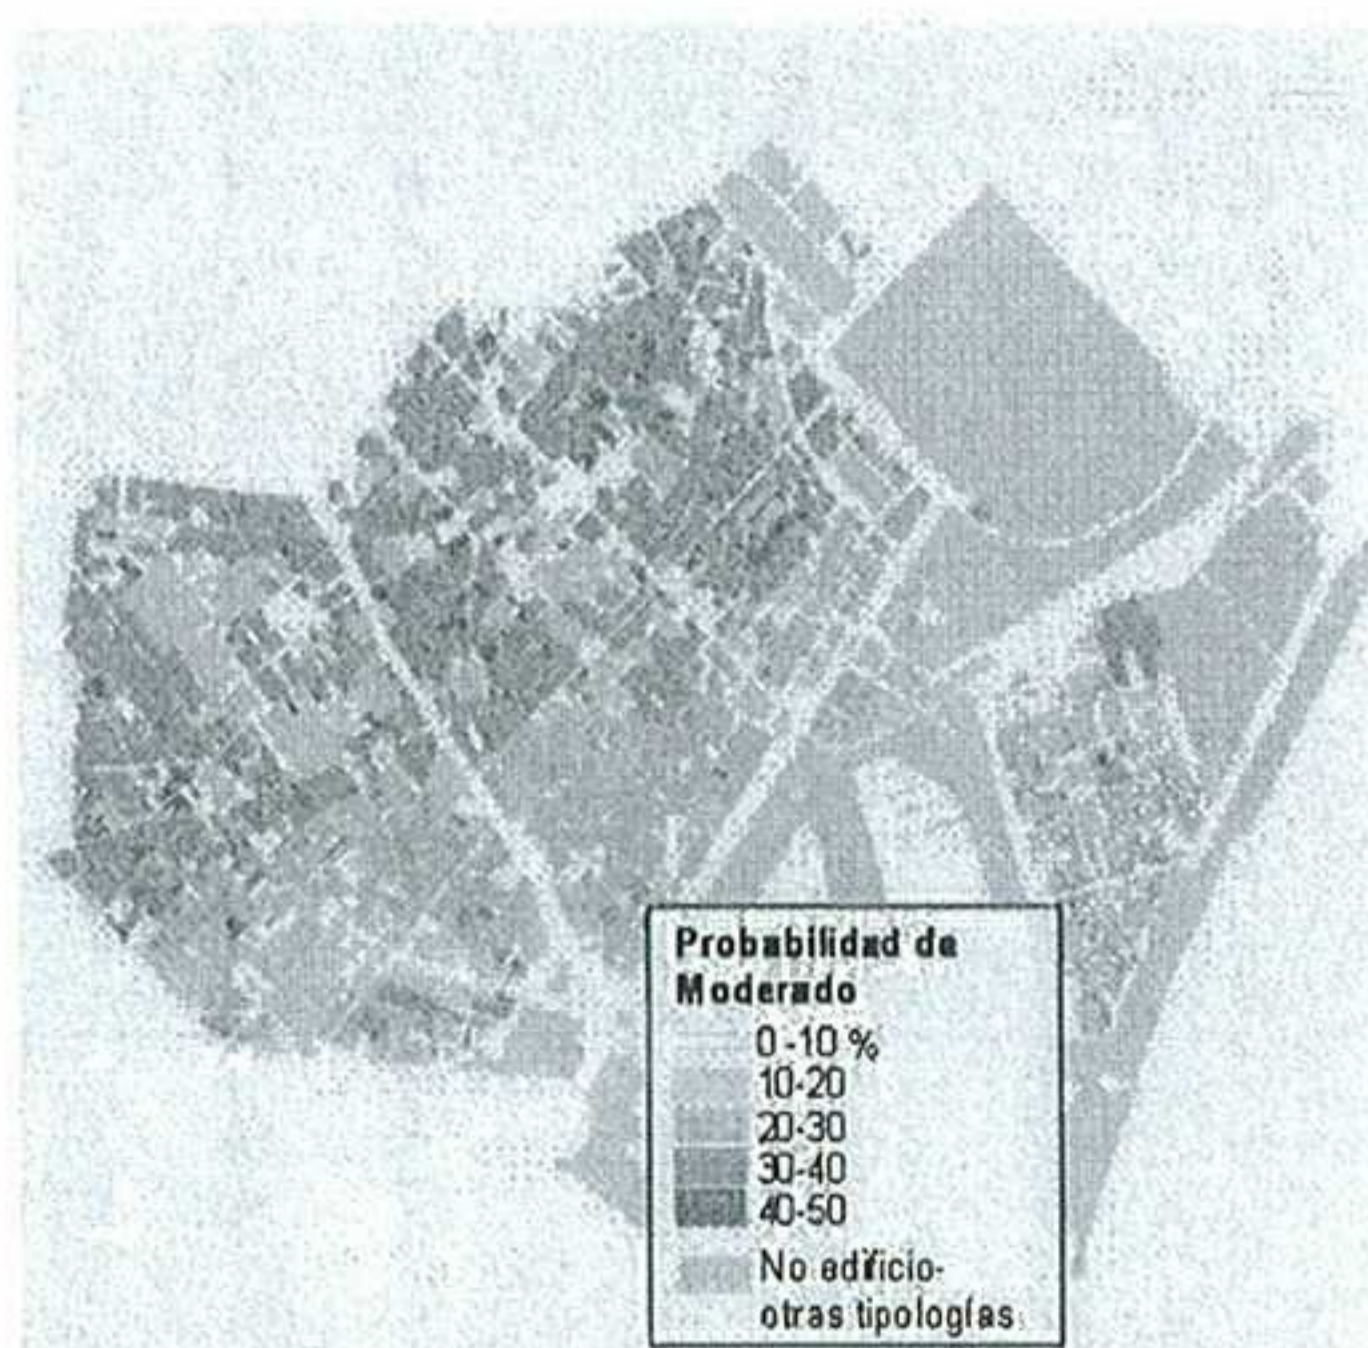 Probabilidad de
Moderado
0-10 %
10-20
20-30
30-40
40-50
No edificio-
otras tipologías